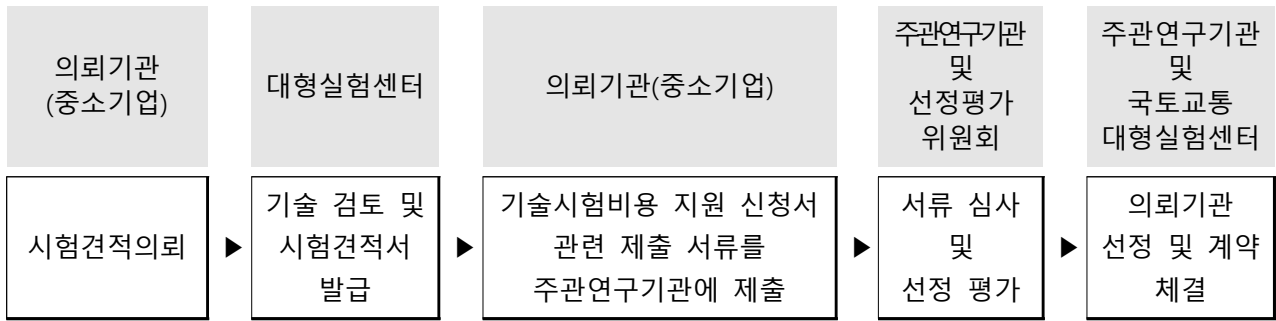 의뢰기관
(중소기업)
대형실험센터
의뢰기관(중소기업)
주관연구기관
및
선정평가
위원회
주관연구기관
및
국토교통
대형실험센터
시험견적의뢰
▶
기술 검토 및
시험견적서
발급
▶
기술시험비용 지원 신청서
관련 제출 서류를
주관연구기관에 제출
▶
서류 심사
및
선정 평가
▶
의뢰기관
선정 및 계약
체결